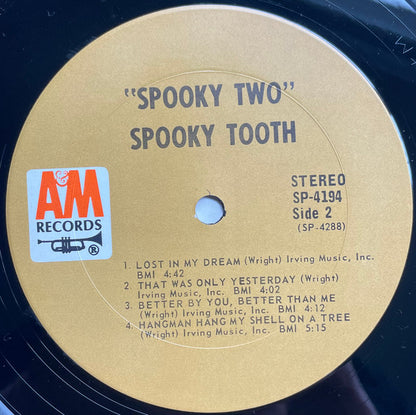 "SPOOKY TWO"
SPOOKY TOOTH
A&M
RECORDS
®
STEREO
SP-4194
Side 2
(SP-4288)
1. LOST IN MY DREAM (Wright) Irving Music, Inc.
BMI 4:42
2. THAT WAS ONLY YESTERDAY (Wright)
Irving Music, Inc. BMI 4:02
3. BETTER BY YOU, BETTER THAN ME
(Wright) Irving Music, Inc. BMI 4:12
4. HANGMAN HANG MY SHELL ON A TREE
(Wright) Irving Music, Inc. BMI 5:15